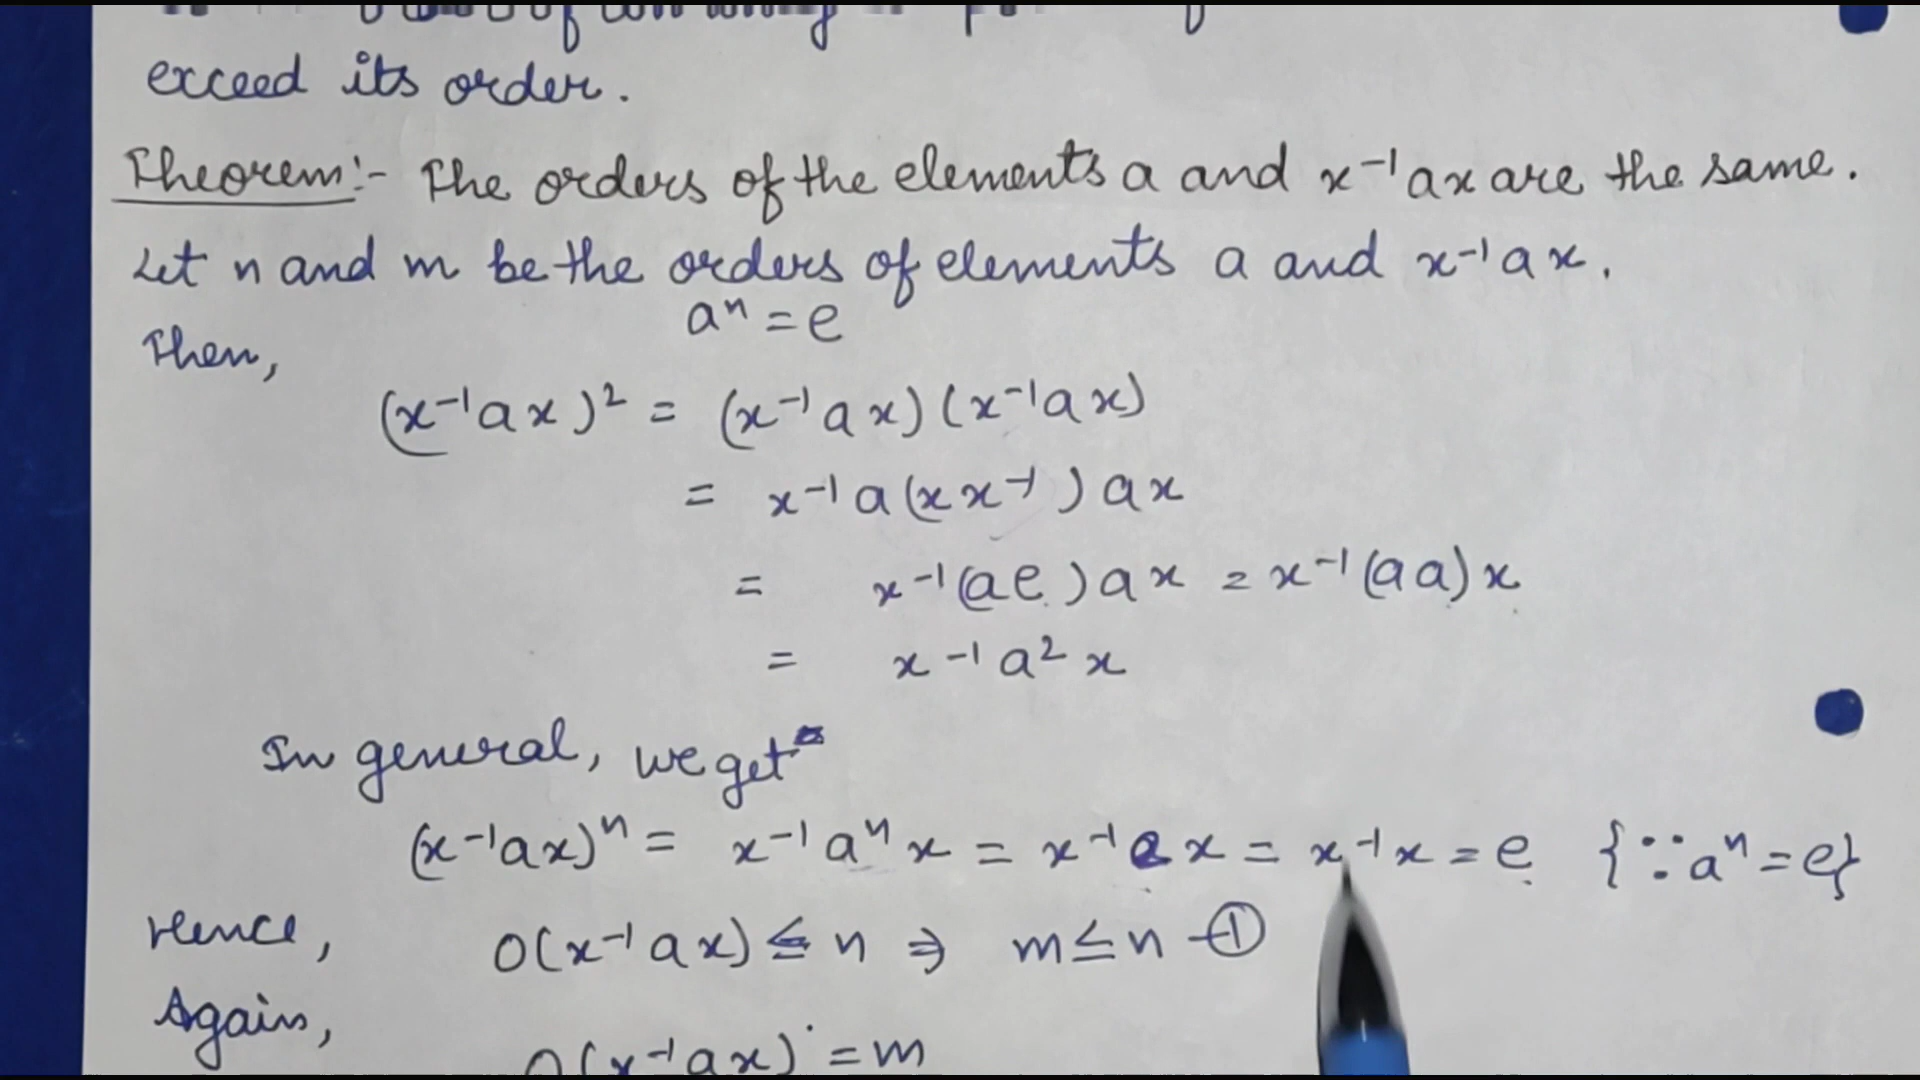 exceed its order.
Theorem:- The orders of the elements a and x⁻¹ax are the same.
Let n and m be the orders of elements a and x⁻¹ax.
aⁿ = e
Then,
(x⁻¹ax)² = (x⁻¹ax)(x⁻¹ax)
= x⁻¹a(xx⁻¹)ax
= x⁻¹(ae)ax = x⁻¹(aa)x
= x⁻¹a²x
In general, we get
(x⁻¹ax)ⁿ = x⁻¹aⁿx = x⁻¹ex = x⁻¹x = e {∵aⁿ = e}
Hence, O(x⁻¹ax) ≤ n ⇒ m ≤ n -①
Again,
O(x⁻¹ax) = m